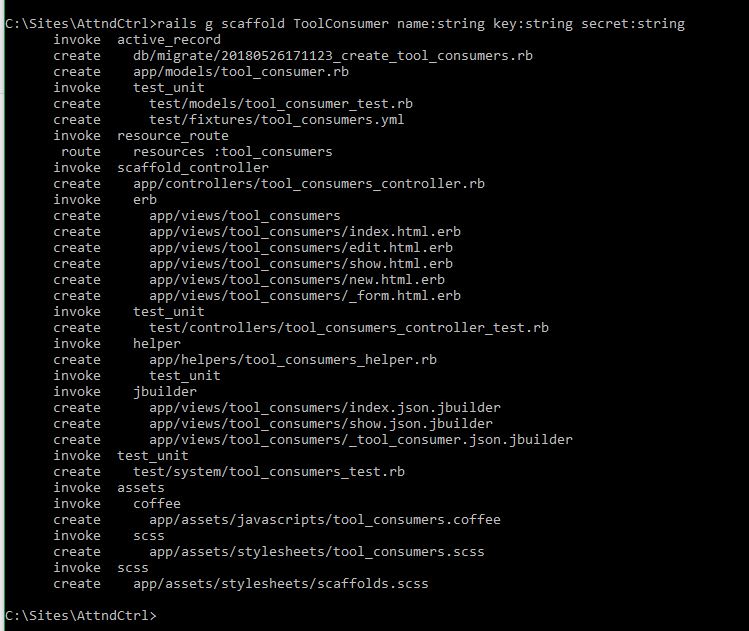 C:\Sites\AttndCtrl>rails g scaffold ToolConsumer name:string key:string secret:string
      invoke  active_record
      create    db/migrate/20180526171123_create_tool_consumers.rb
      create    app/models/tool_consumer.rb
      invoke    test_unit
      create      test/models/tool_consumer_test.rb
      create      test/fixtures/tool_consumers.yml
      invoke  resource_route
       route    resources :tool_consumers
      invoke  scaffold_controller
      create    app/controllers/tool_consumers_controller.rb
      invoke    erb
      create      app/views/tool_consumers
      create      app/views/tool_consumers/index.html.erb
      create      app/views/tool_consumers/edit.html.erb
      create      app/views/tool_consumers/show.html.erb
      create      app/views/tool_consumers/new.html.erb
      create      app/views/tool_consumers/_form.html.erb
      invoke    test_unit
      create      test/controllers/tool_consumers_controller_test.rb
      invoke    helper
      create      app/helpers/tool_consumers_helper.rb
      invoke      test_unit
      invoke    jbuilder
      create      app/views/tool_consumers/index.json.jbuilder
      create      app/views/tool_consumers/show.json.jbuilder
      create      app/views/tool_consumers/_tool_consumer.json.jbuilder
      invoke  test_unit
      create    test/system/tool_consumers_test.rb
      invoke  assets
      invoke    coffee
      create      app/assets/javascripts/tool_consumers.coffee
      invoke    scss
      create      app/assets/stylesheets/tool_consumers.scss
      invoke  scss
      create    app/assets/stylesheets/scaffolds.scss
C:\Sites\AttndCtrl>